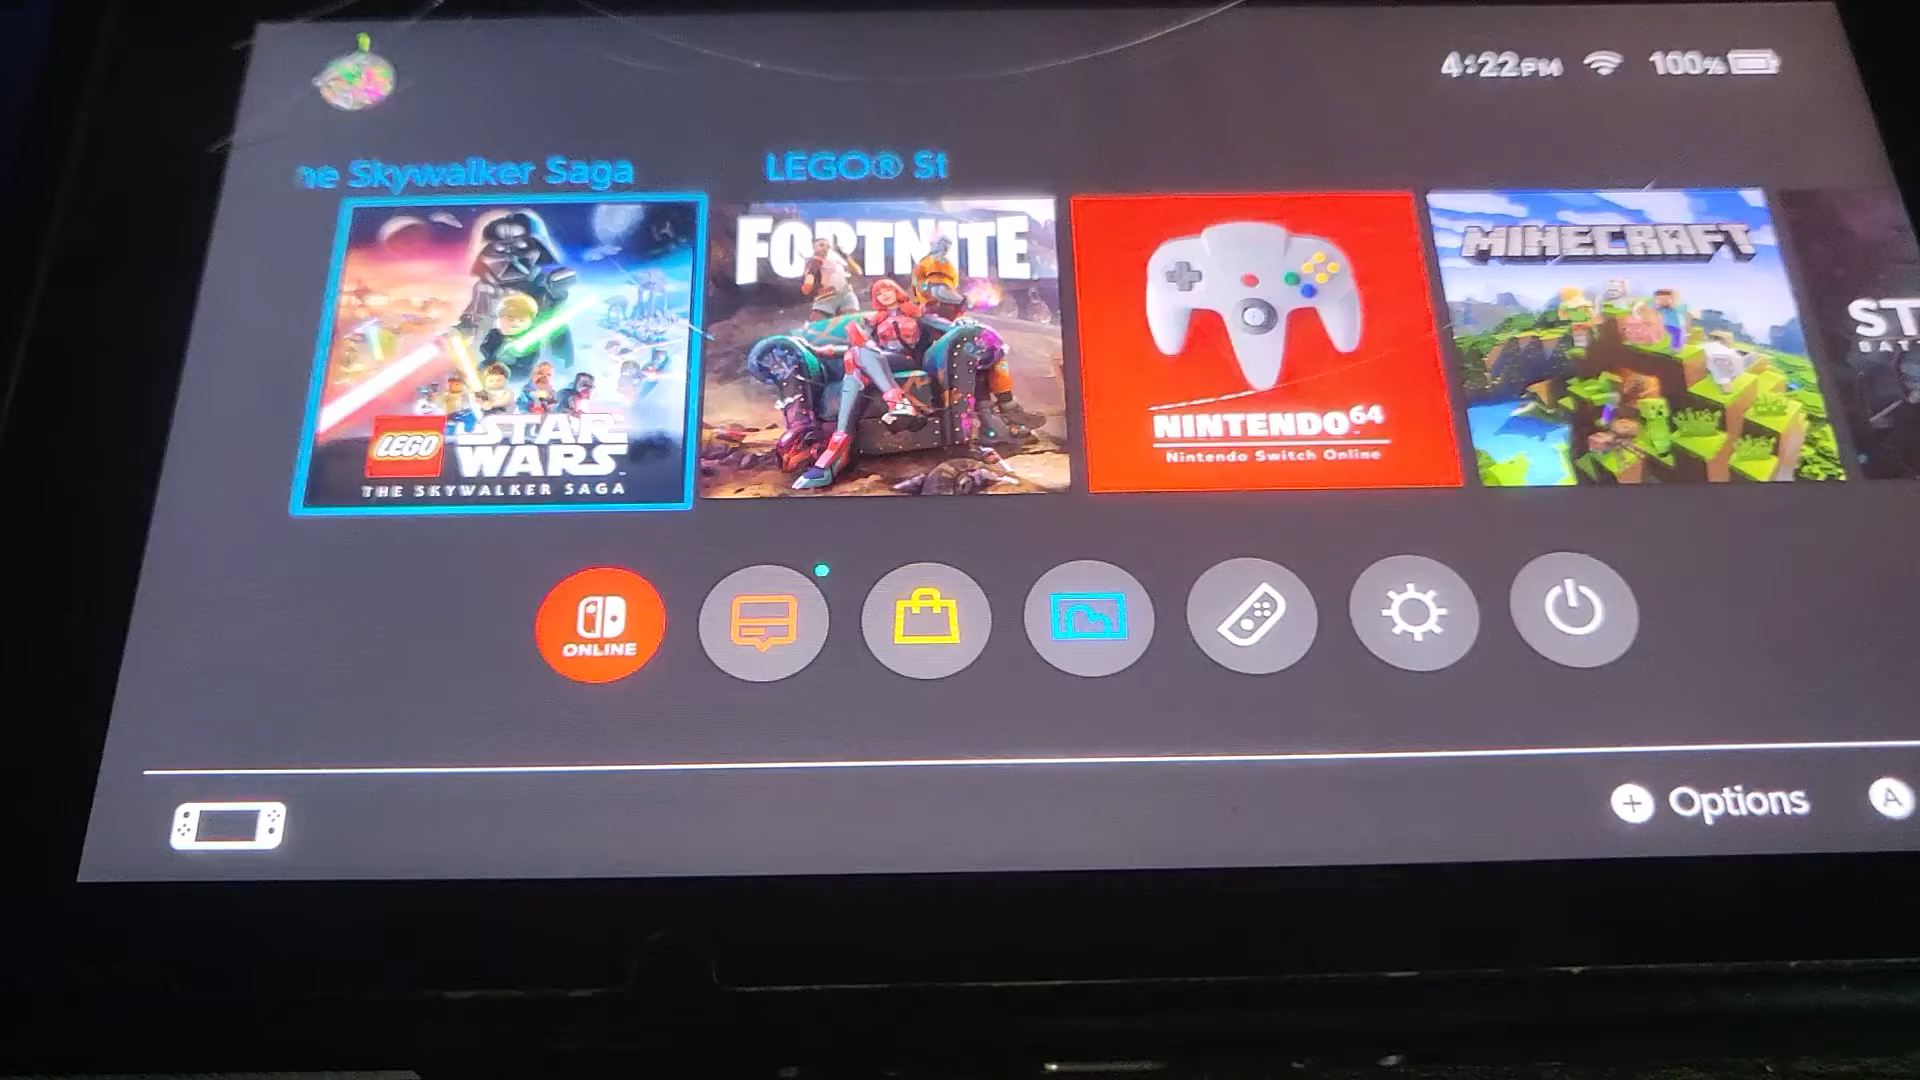 4:22PM 100%
he Skywalker Saga LEGO® St
FORTNITE
MINECRAFT
ST
BATT
LEGO STAR WARS
THE SKYWALKER SAGA
NINTENDO64
Nintendo Switch Online
ONLINE
+ Options A